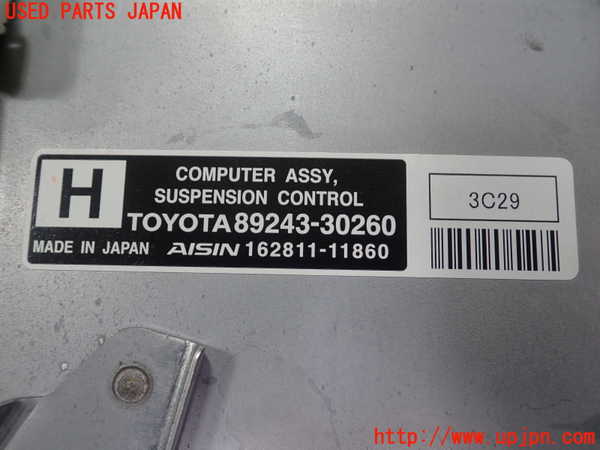 USED PARTS JAPAN
H
COMPUTER ASSY,
SUSPENSION CONTROL
TOYOTA 89243-30260
MADE IN JAPAN AISIN 162811-11860
3C29
http://www.upjpn.com/